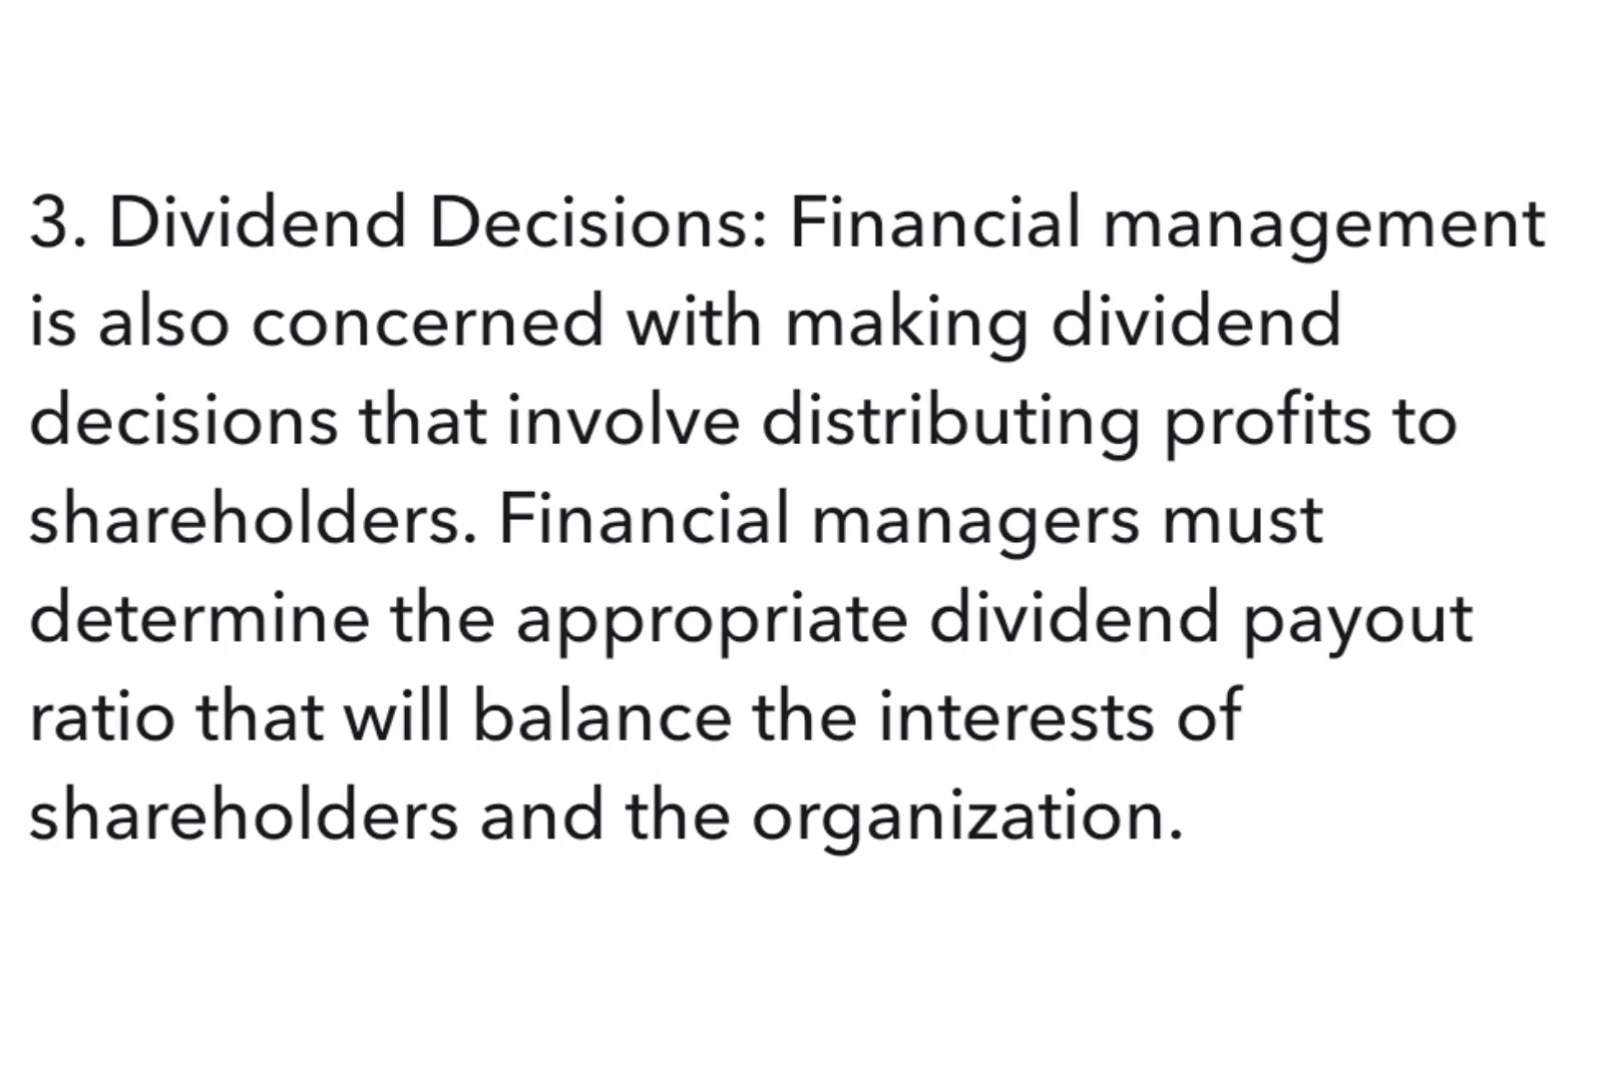 3. Dividend Decisions: Financial management
is also concerned with making dividend
decisions that involve distributing profits to
shareholders. Financial managers must
determine the appropriate dividend payout
ratio that will balance the interests of
shareholders and the organization.